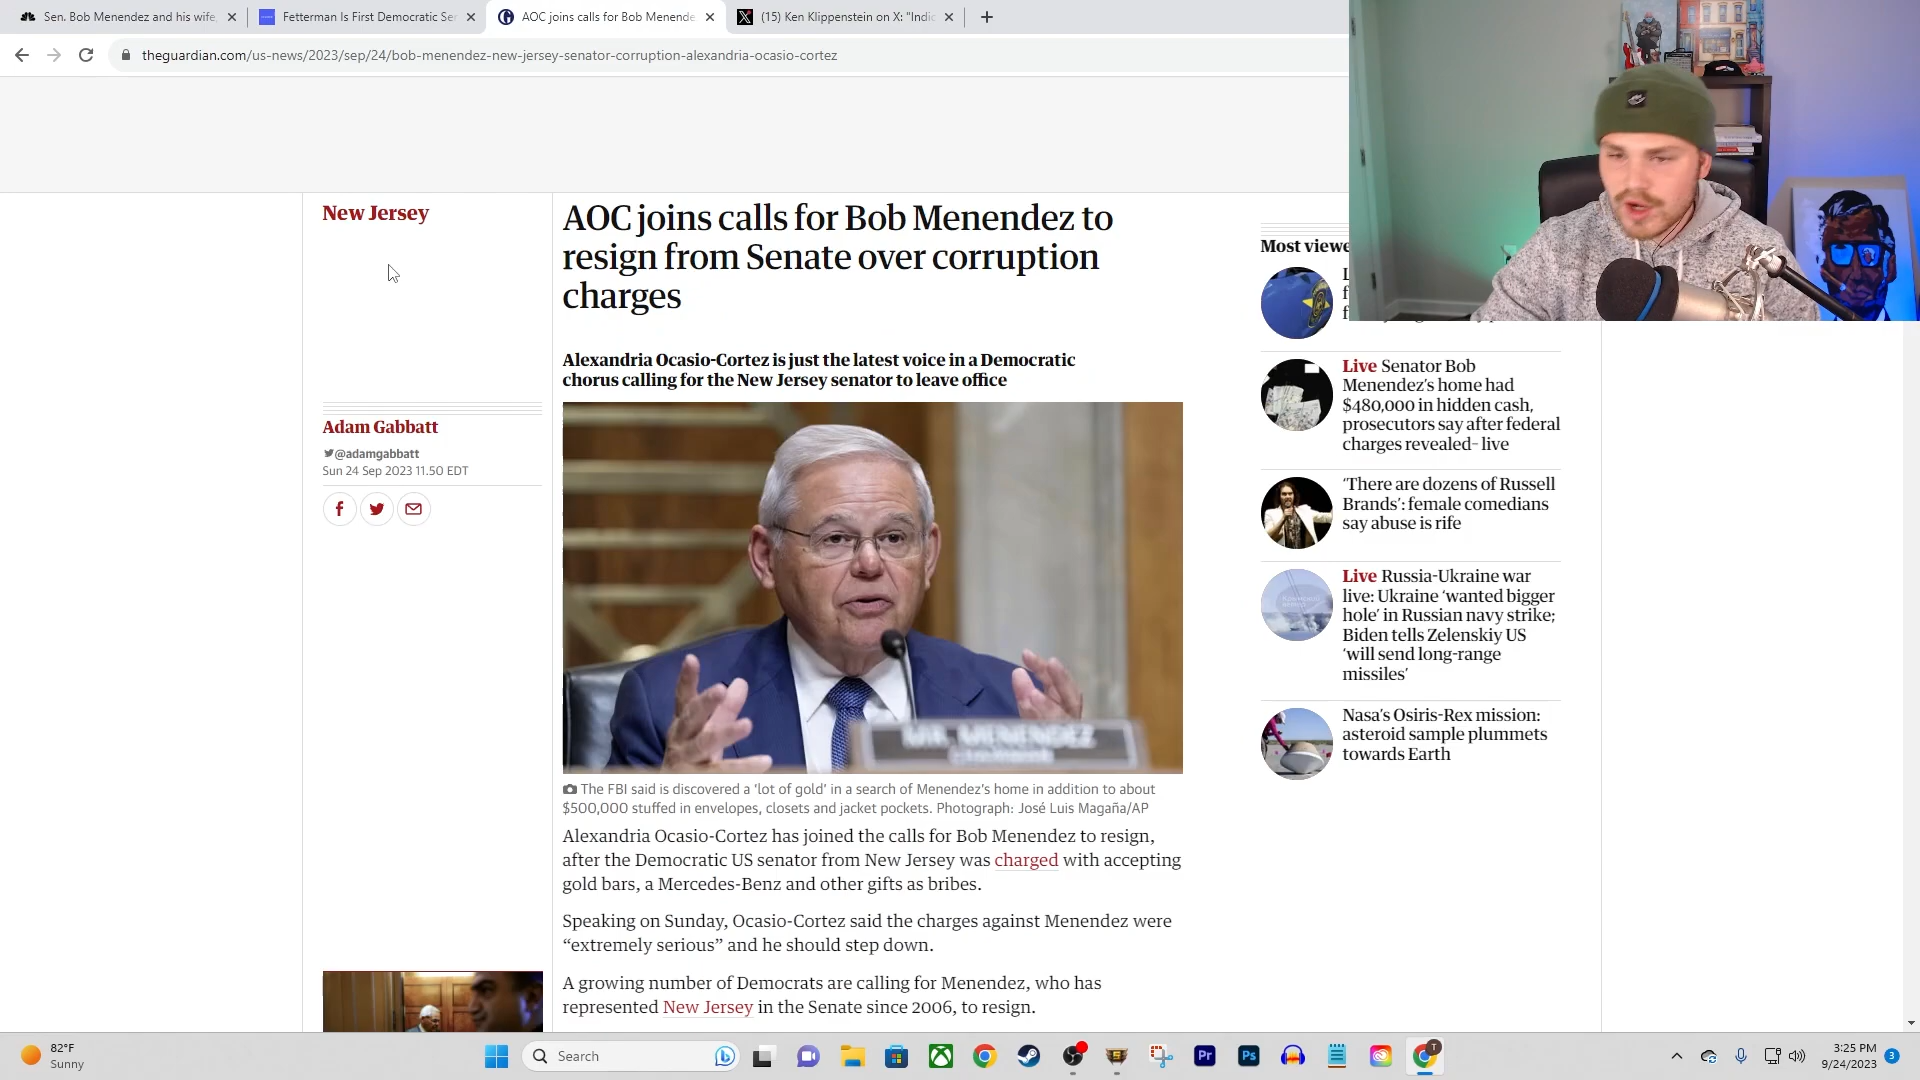 Sen. Bob Menendez and his wife,
Fetterman Is First Democratic Sen
AOC joins calls for Bob Menende
(15) Ken Klippenstein on X: "Indic
theguardian.com/us-news/2023/sep/24/bob-menendez-new-jersey-senator-corruption-alexandria-ocasio-cortez
New Jersey
AOC joins calls for Bob Menendez to
resign from Senate over corruption
charges
Alexandria Ocasio-Cortez is just the latest voice in a Democratic
chorus calling for the New Jersey senator to leave office
Adam Gabbatt
@adamgabbatt
Sun 24 Sep 2023 11.50 EDT
MR. MENENDEZ
The FBI said is discovered a 'lot of gold' in a search of Menendez's home in addition to about
$500,000 stuffed in envelopes, closets and jacket pockets. Photograph: José Luis Magaña/AP
Alexandria Ocasio-Cortez has joined the calls for Bob Menendez to resign,
after the Democratic US senator from New Jersey was charged with accepting
gold bars, a Mercedes-Benz and other gifts as bribes.
Speaking on Sunday, Ocasio-Cortez said the charges against Menendez were
“extremely serious” and he should step down.
A growing number of Democrats are calling for Menendez, who has
represented New Jersey in the Senate since 2006, to resign.
Most viewe
Live Senator Bob
Menendez's home had
$480,000 in hidden cash,
prosecutors say after federal
charges revealed– live
‘There are dozens of Russell
Brands’: female comedians
say abuse is rife
Live Russia-Ukraine war
live: Ukraine ‘wanted bigger
hole’ in Russian navy strike;
Biden tells Zelenskiy US
‘will send long-range
missiles’
Nasa's Osiris-Rex mission:
asteroid sample plummets
towards Earth
82°F
Sunny
Search
Pr
Ps
T
3:25 PM
9/24/2023
3